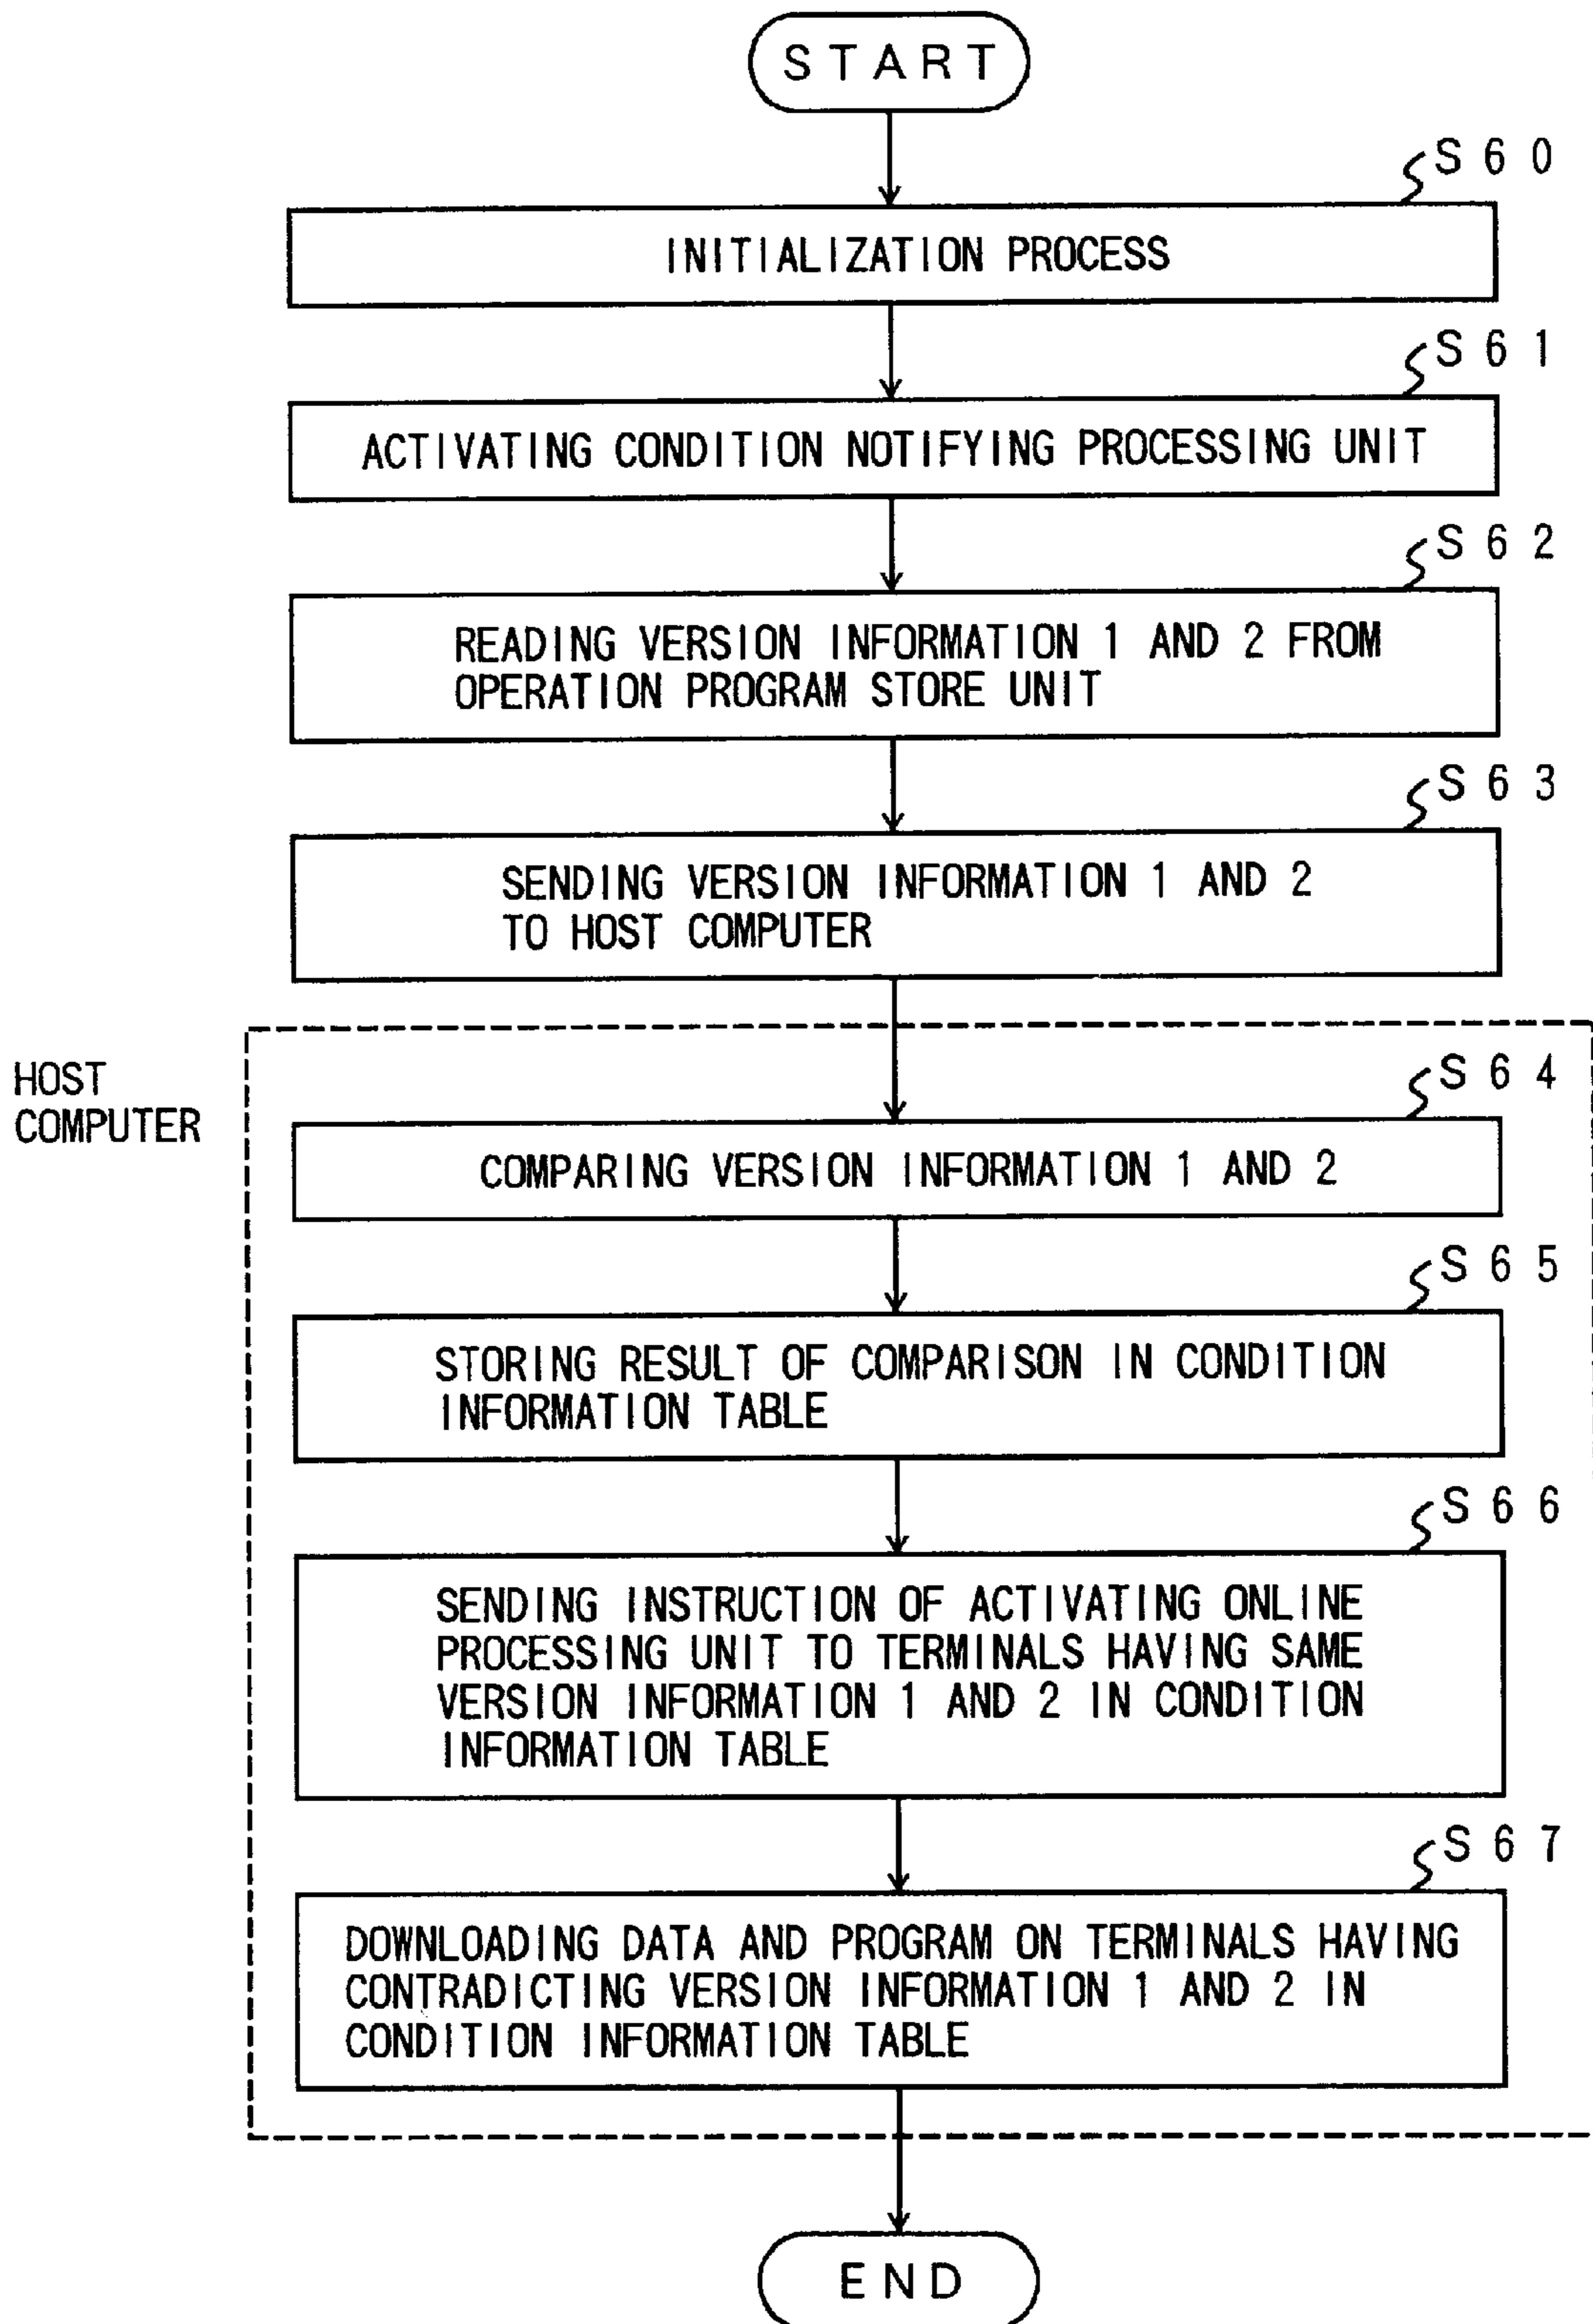 START
S60
INITIALIZATION PROCESS
S61
ACTIVATING CONDITION NOTIFYING PROCESSING UNIT
S62
READING VERSION INFORMATION 1 AND 2 FROM
OPERATION PROGRAM STORE UNIT
S63
SENDING VERSION INFORMATION 1 AND 2
TO HOST COMPUTER
HOST
COMPUTER
S64
COMPARING VERSION INFORMATION 1 AND 2
S65
STORING RESULT OF COMPARISON IN CONDITION
INFORMATION TABLE
S66
SENDING INSTRUCTION OF ACTIVATING ONLINE
PROCESSING UNIT TO TERMINALS HAVING SAME
VERSION INFORMATION 1 AND 2 IN CONDITION
INFORMATION TABLE
S67
DOWNLOADING DATA AND PROGRAM ON TERMINALS HAVING
CONTRADICTING VERSION INFORMATION 1 AND 2 IN
CONDITION INFORMATION TABLE
END